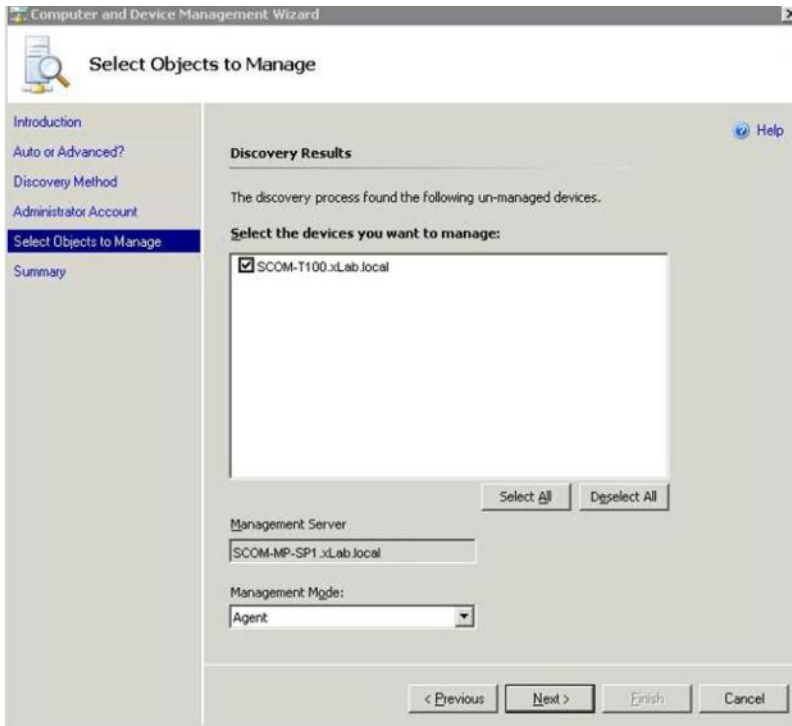 Computer and Device Management Wizard
Select Objects to Manage
Introduction
Auto or Advanced?
Discovery Method
Administrator Account
Select Objects to Manage
Summary
Help
Discovery Results
The discovery process found the following un-managed devices.
Select the devices you want to manage:
SCOM-T100.xLab.local
Select All
Deselect All
Management Server
SCOM-MP-SP1.xLab.local
Management Mode:
Agent
< Previous
Next >
Finish
Cancel